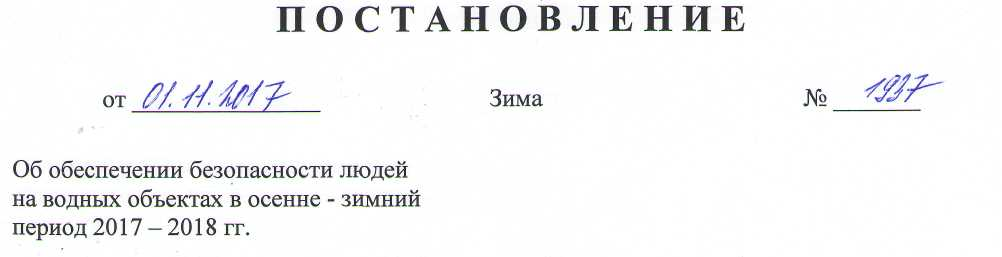 ПОСТАНОВЛЕНИЕ
от 01.11.2017 Зима № 1937
Об обеспечении безопасности людей
на водных объектах в осенне - зимний
период 2017 – 2018 гг.